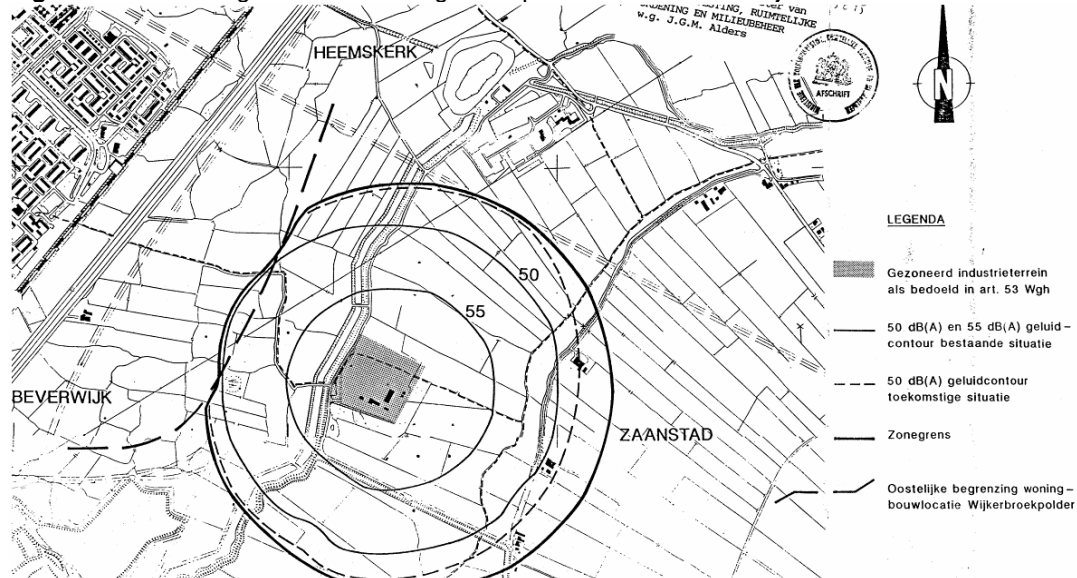 HEEMSKERK
van
RUIMTELIJKE
EN MILIEUBEHEER
w.g. J.G.M. Alders
AFSCHRIFT
N
50
55
BEVERWIJK
ZAANSTAD
LEGENDA
Gezoneerd industrieterrein
als bedoeld in art. 53 Wgh
50 dB(A) en 55 dB(A) geluid-
contour bestaande situatie
50 dB(A) geluidcontour
toekomstige situatie
Zonegrens
Oostelijke begrenzing woning-
bouwlocatie Wijkerbroekpolder